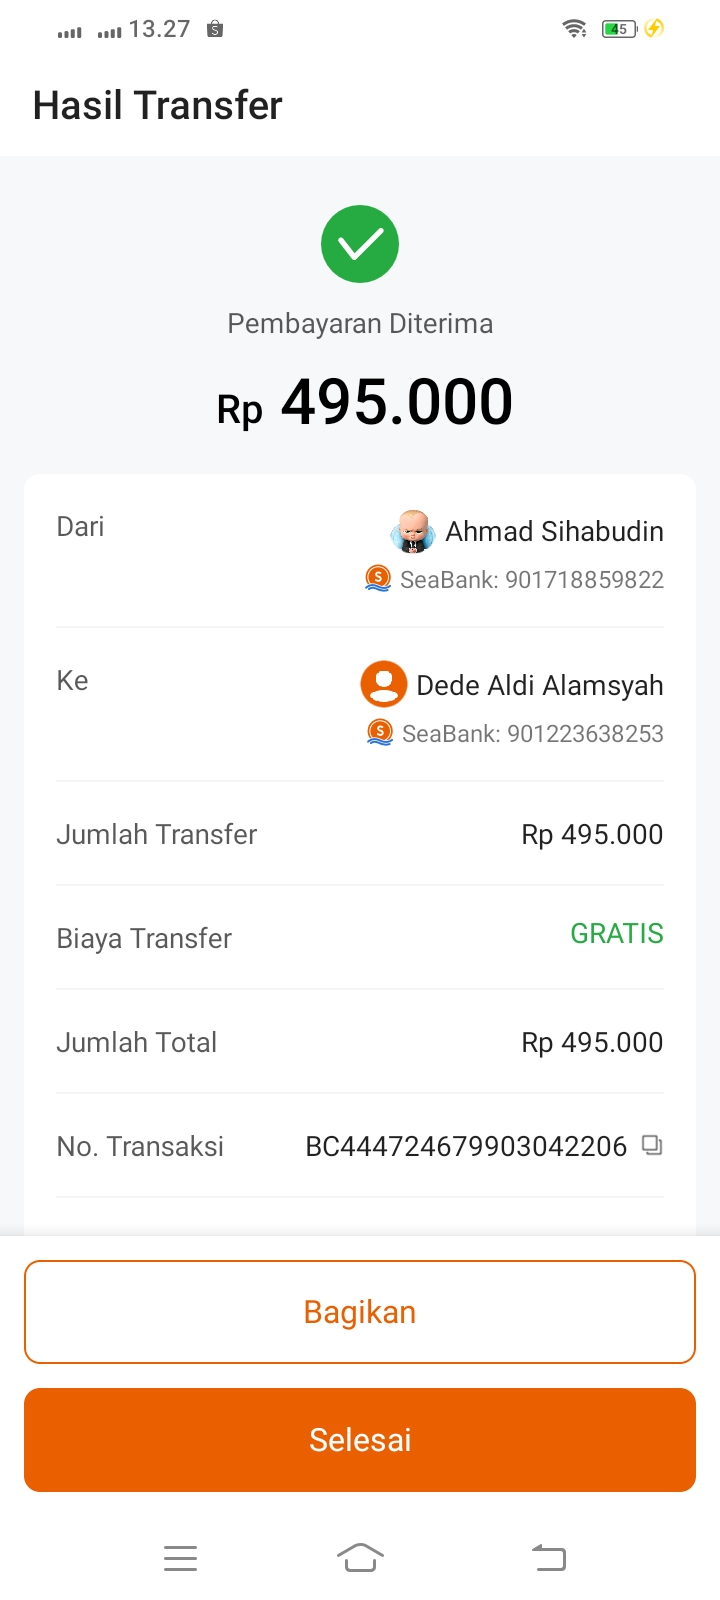 13.27
45
Hasil Transfer
Pembayaran Diterima
Rp 495.000
Dari
Ahmad Sihabudin
SeaBank: 901718859822
Ke
Dede Aldi Alamsyah
SeaBank: 901223638253
Jumlah Transfer
Rp 495.000
Biaya Transfer
GRATIS
Jumlah Total
Rp 495.000
No. Transaksi
BC444724679903042206
Bagikan
Selesai